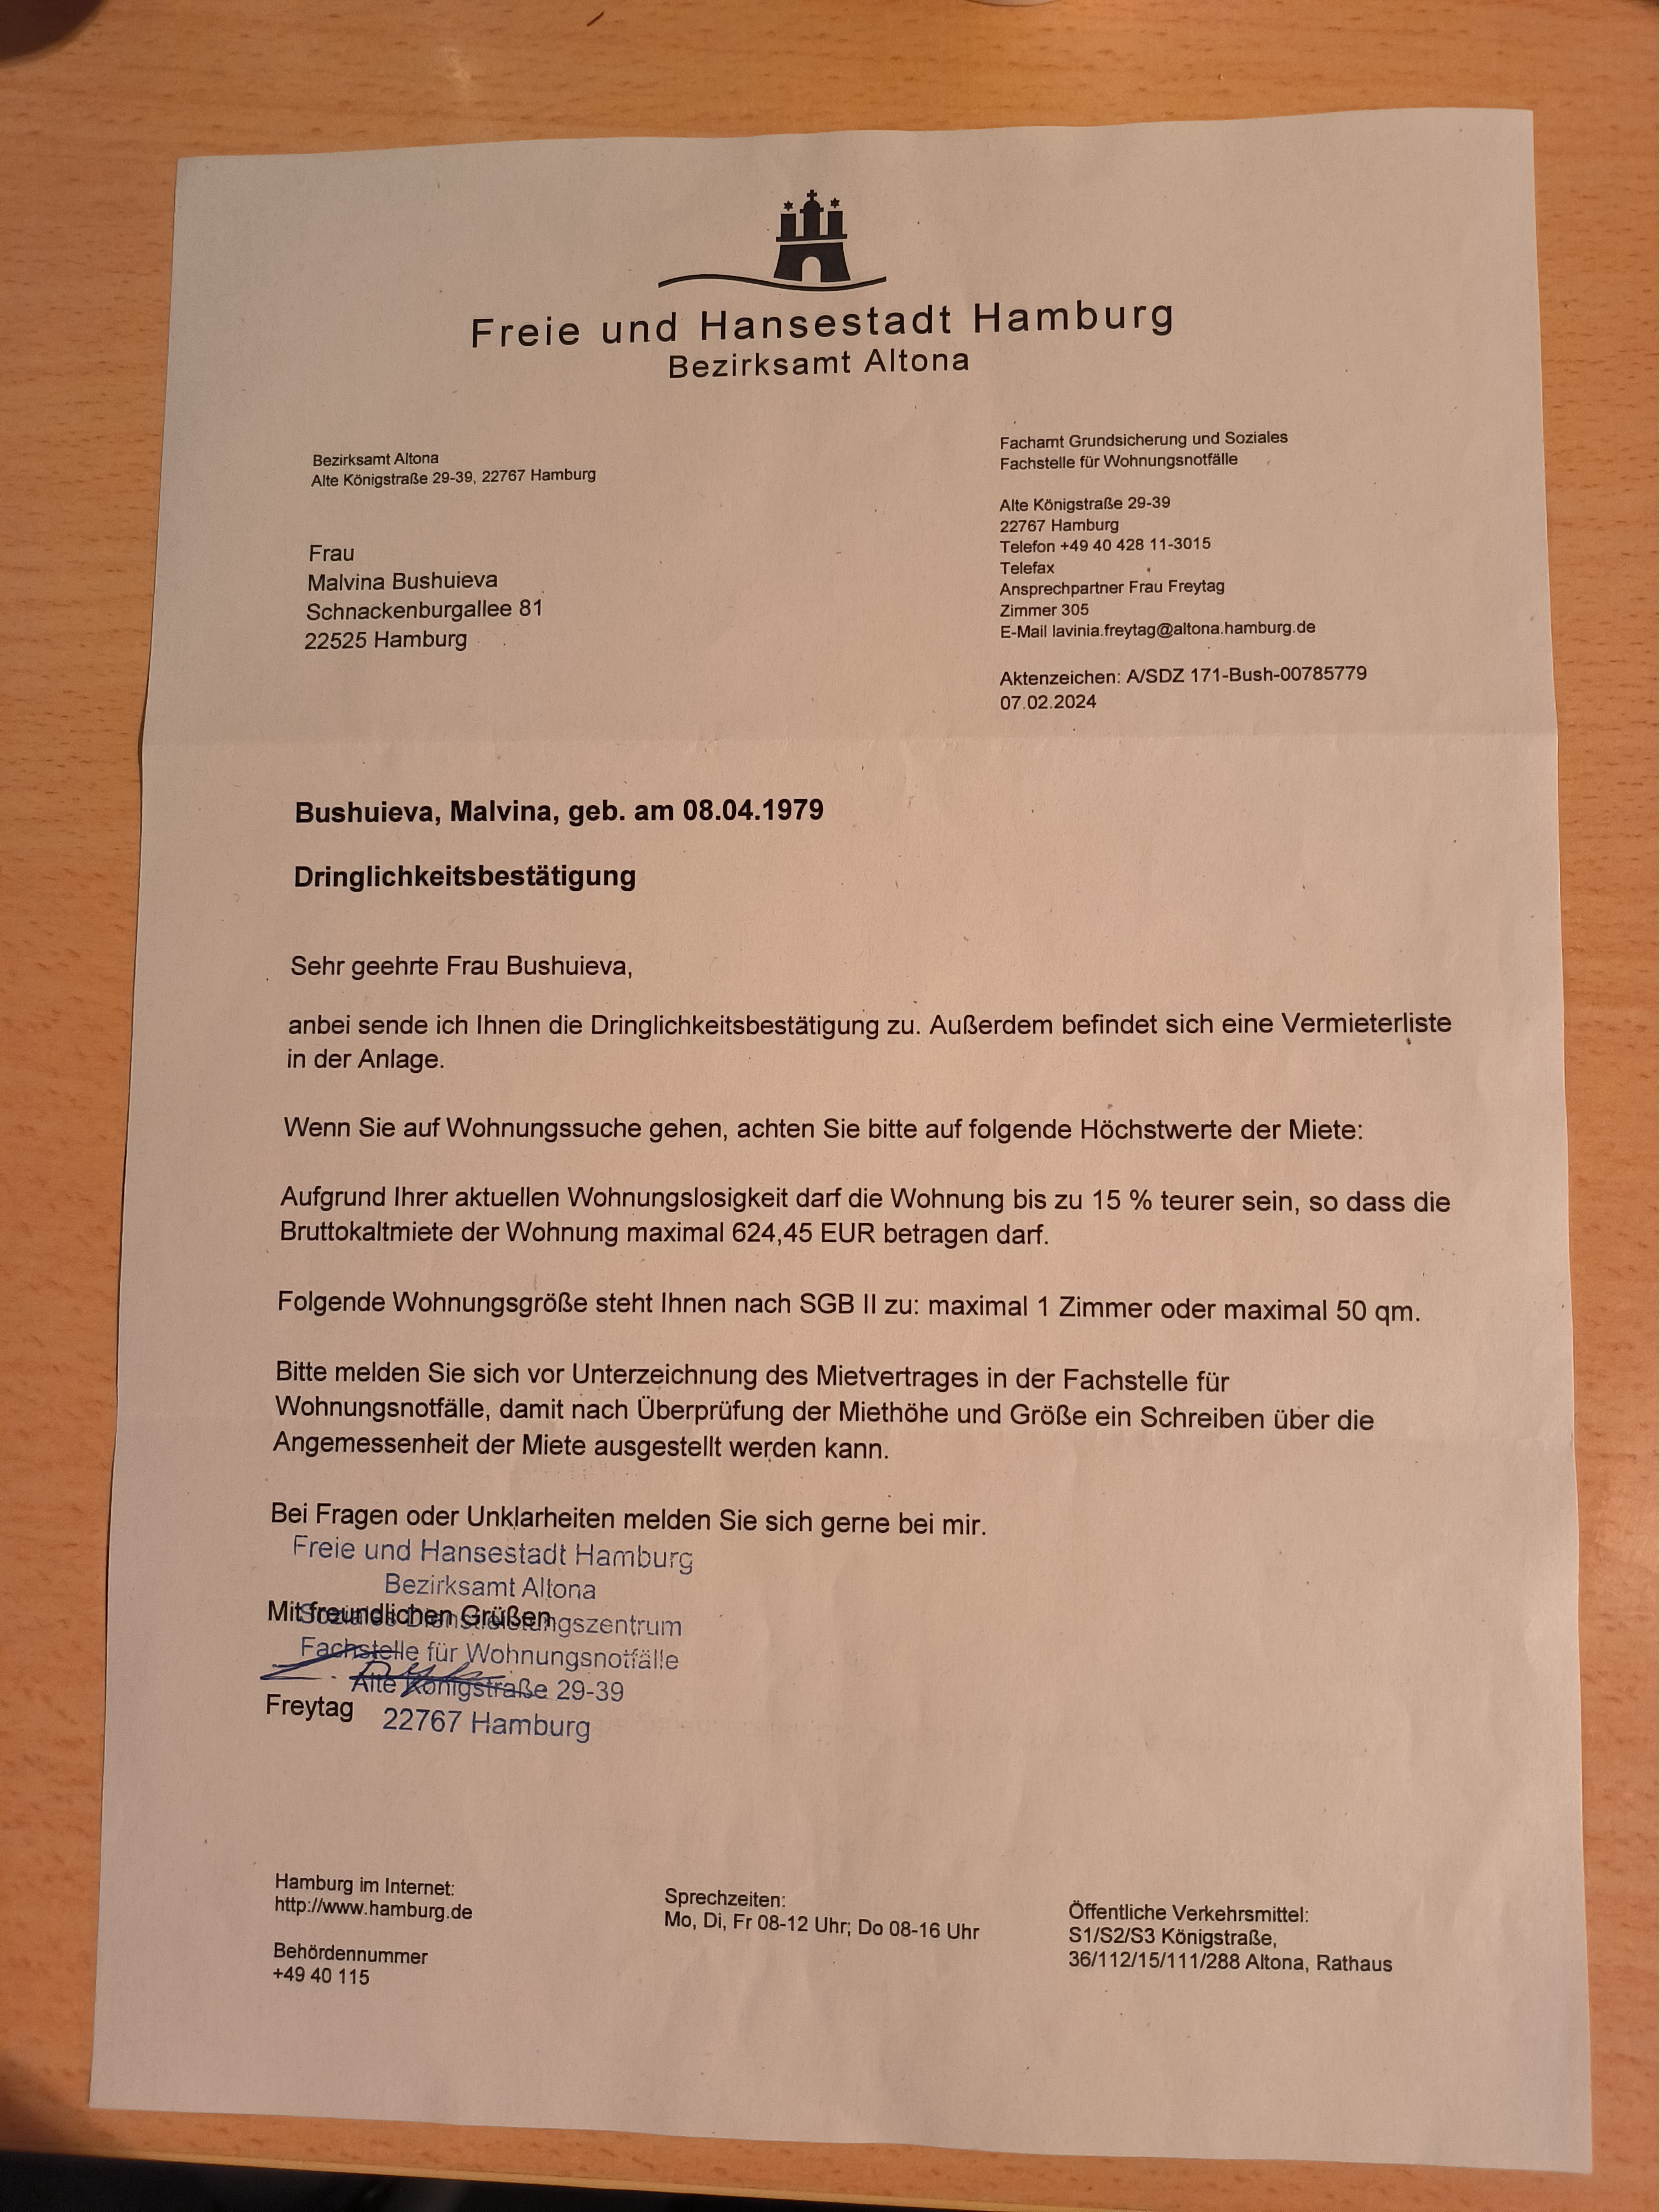 Freie und Hansestadt Hamburg
Bezirksamt Altona
Bezirksamt Altona
Alte Königstraße 29-39, 22767 Hamburg
Frau
Malvina Bushuieva
Schnackenburgallee 81
22525 Hamburg
Fachamt Grundsicherung und Soziales
Fachstelle für Wohnungsnotfälle
Alte Königstraße 29-39
22767 Hamburg
Telefon +49 40 428 11-3015
Telefax
Ansprechpartner Frau Freytag
Zimmer 305
E-Mail lavinia.freytag@altona.hamburg.de
Aktenzeichen: A/SDZ 171-Bush-00785779
07.02.2024
Bushuieva, Malvina, geb. am 08.04.1979
Dringlichkeitsbestätigung
Sehr geehrte Frau Bushuieva,
anbei sende ich Ihnen die Dringlichkeitsbestätigung zu. Außerdem befindet sich eine Vermieterliste
in der Anlage.
Wenn Sie auf Wohnungssuche gehen, achten Sie bitte auf folgende Höchstwerte der Miete:
Aufgrund Ihrer aktuellen Wohnungslosigkeit darf die Wohnung bis zu 15 % teurer sein, so dass die
Bruttokaltmiete der Wohnung maximal 624,45 EUR betragen darf.
Folgende Wohnungsgröße steht Ihnen nach SGB II zu: maximal 1 Zimmer oder maximal 50 qm.
Bitte melden Sie sich vor Unterzeichnung des Mietvertrages in der Fachstelle für
Wohnungsnotfälle, damit nach Überprüfung der Miethöhe und Größe ein Schreiben über die
Angemessenheit der Miete ausgestellt werden kann.
Bei Fragen oder Unklarheiten melden Sie sich gerne bei mir.
Freie und Hansestadt Hamburg
Bezirksamt Altona
Mit freundlichen Grüßen
Soziales Dienstleistungszentrum
Fachstelle für Wohnungsnotfälle
Alte Königstraße 29-39
Freytag
22767 Hamburg
Hamburg im Internet:
http://www.hamburg.de
Behördennummer
+49 40 115
Sprechzeiten:
Mo, Di, Fr 08-12 Uhr; Do 08-16 Uhr
Öffentliche Verkehrsmittel:
S1/S2/S3 Königstraße,
36/112/15/111/288 Altona, Rathaus